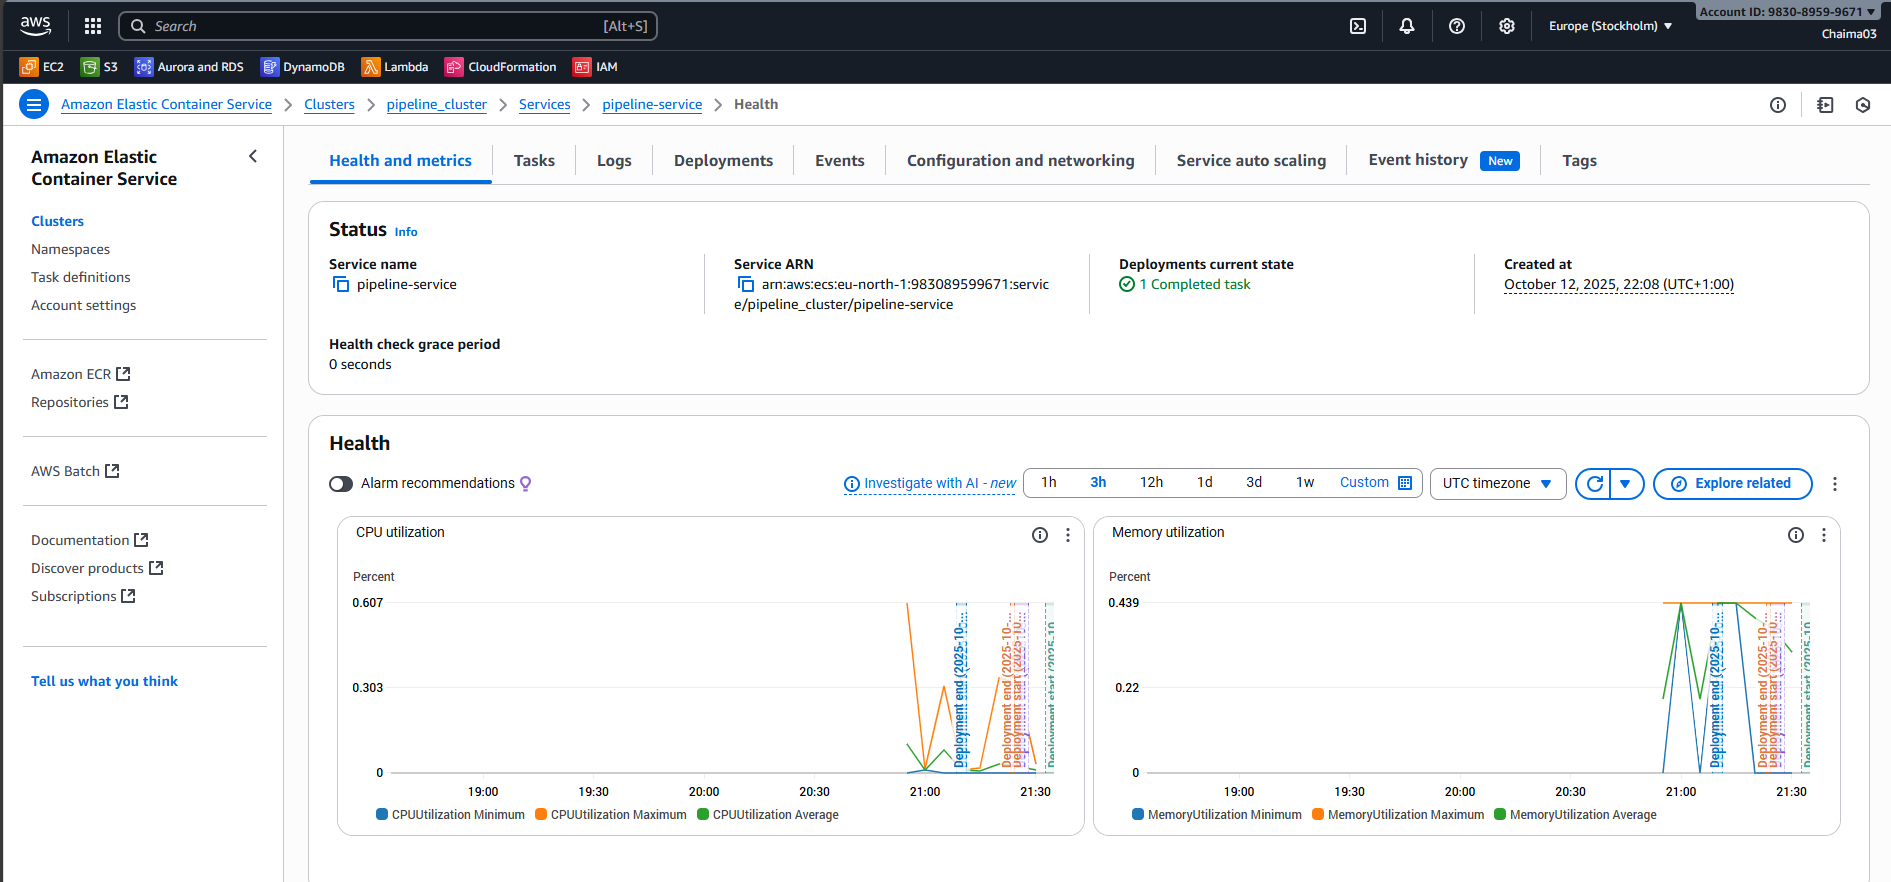 aws
Search [Alt+S]
Europe (Stockholm) ▼
Account ID: 9830-8959-9671 ▼
Chaima03
EC2 S3 Aurora and RDS DynamoDB Lambda CloudFormation IAM
Amazon Elastic Container Service > Clusters > pipeline_cluster > Services > pipeline-service > Health
Amazon Elastic
Container Service
Clusters
Namespaces
Task definitions
Account settings
Amazon ECR
Repositories
AWS Batch
Documentation
Discover products
Subscriptions
Tell us what you think
Health and metrics Tasks Logs Deployments Events Configuration and networking Service auto scaling Event history New Tags
Status Info
Service name
pipeline-service
Service ARN
arn:aws:ecs:eu-north-1:983089599671:servic
e/pipeline_cluster/pipeline-service
Deployments current state
1 Completed task
Created at
October 12, 2025, 22:08 (UTC+1:00)
Health check grace period
0 seconds
Health
Alarm recommendations
Investigate with AI - new
1h 3h 12h 1d 3d 1w Custom
UTC timezone ▼
Explore related
CPU utilization
Percent
0.607
0.303
0
Deployment end (2025-10-...
Deployment end (2025-10-...
Deployment start (2025-10...
Deployment start (2025-10
19:00 19:30 20:00 20:30 21:00 21:30
CPUUtilization Minimum CPUUtilization Maximum CPUUtilization Average
Memory utilization
Percent
0.439
0.22
0
Deployment end (2025-10-...
Deployment end (2025-10-...
Deployment start (2025-10...
Deployment start (2025-10
19:00 19:30 20:00 20:30 21:00 21:30
MemoryUtilization Minimum MemoryUtilization Maximum MemoryUtilization Average